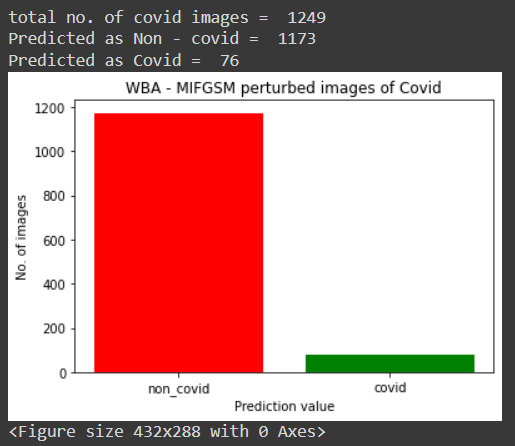 total no. of covid images =  1249
Predicted as Non - covid =  1173
Predicted as Covid =  76
WBA - MIFGSM perturbed images of Covid
1200
1000
800
600
400
200
0
No. of images
non_covid covid
Prediction value
<Figure size 432x288 with 0 Axes>